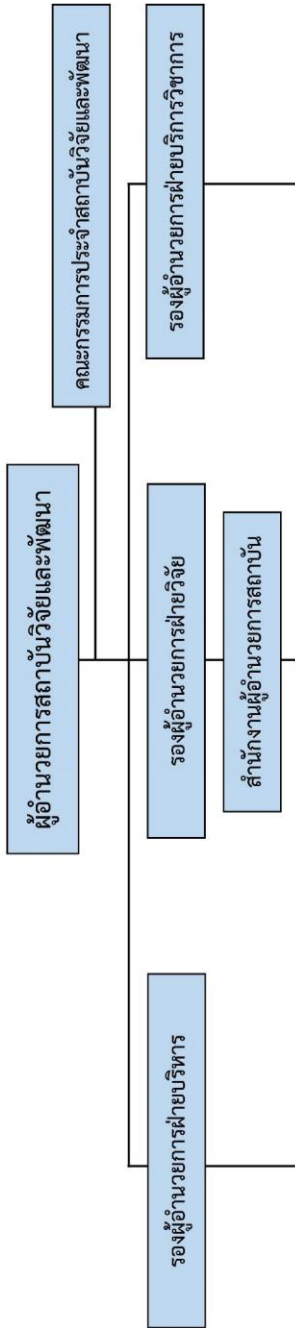 ผู้อำนวยการสถาบันวิจัยและพัฒนา
คณะกรรมการประจำสถาบันวิจัยและพัฒนา
รองผู้อำนวยการฝ่ายบริหาร
รองผู้อำนวยการฝ่ายวิจัย
รองผู้อำนวยการฝ่ายบริการวิชาการ
สำนักงานผู้อำนวยการสถาบัน